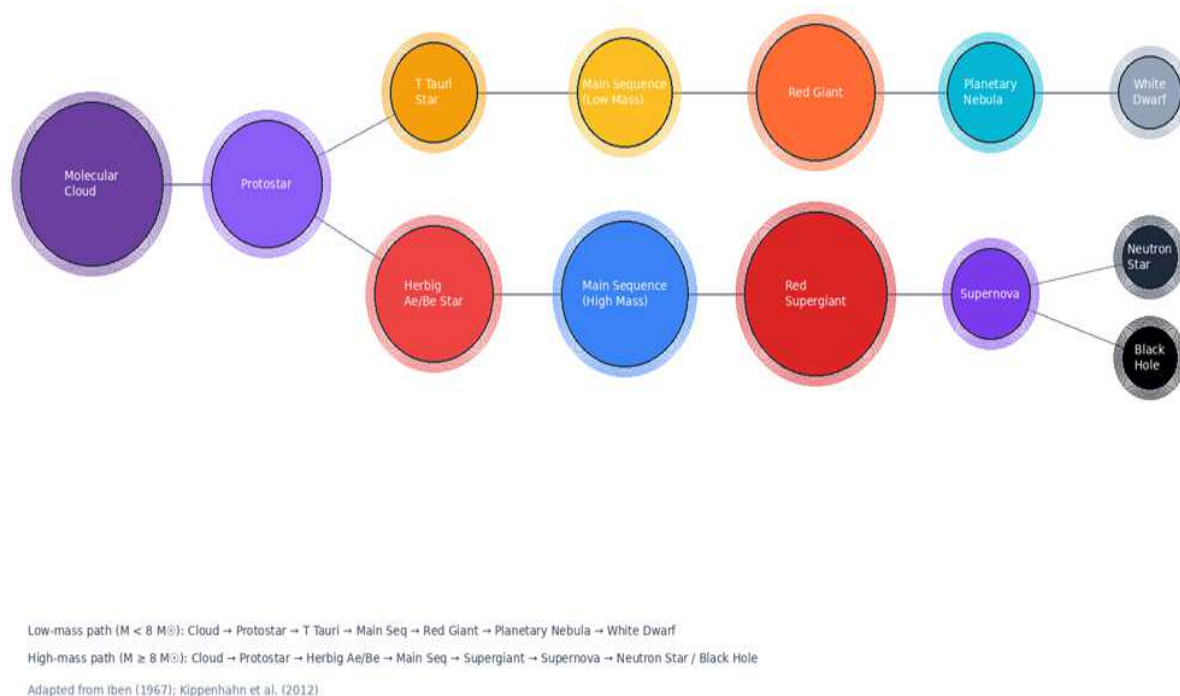 Molecular
Cloud
Protostar
T Tauri
Star
Main Sequence
(Low Mass)
Red Giant
Planetary
Nebula
White
Dwarf
Herbig
Ae/Be Star
Main Sequence
(High Mass)
Red
Supergiant
Supernova
Neutron
Star
Black
Hole
Low-mass path (M < 8 M☉): Cloud → Protostar → T Tauri → Main Seq → Red Giant → Planetary Nebula → White Dwarf
High-mass path (M ≥ 8 M☉): Cloud → Protostar → Herbig Ae/Be → Main Seq → Supergiant → Supernova → Neutron Star / Black Hole
Adapted from Iben (1967); Kippenhahn et al. (2012)